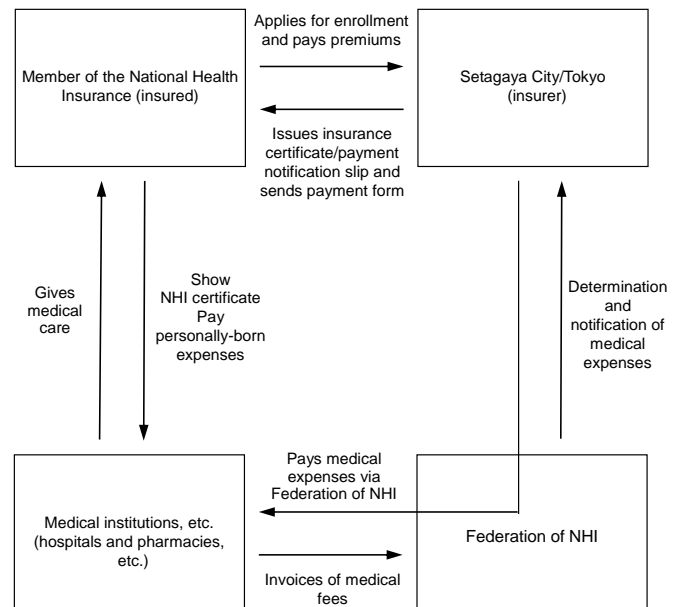 Applies for enrollment
and pays premiums
Member of the National Health
Insurance (insured)
Setagaya City/Tokyo
(insurer)
Issues insurance
certificate/payment
notification slip and
sends payment form
Gives
medical
care
Show
NHI certificate
Pay
personally-born
expenses
Determination
and
notification of
medical
expenses
Pays medical
expenses via
Federation of NHI
Medical institutions, etc.
(hospitals and pharmacies,
etc.)
Federation of NHI
Invoices of medical
fees